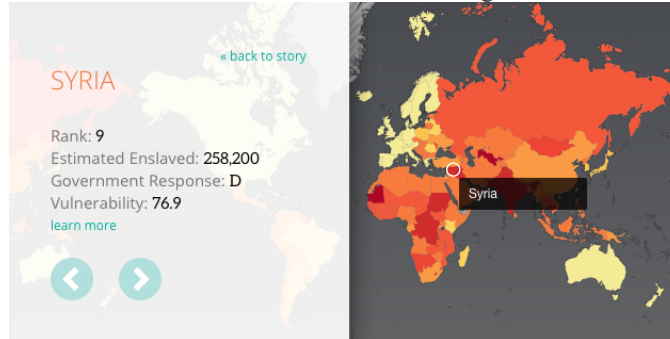 « back to story
SYRIA
Rank: 9
Estimated Enslaved: 258,200
Government Response: D
Vulnerability: 76.9
learn more
Syria